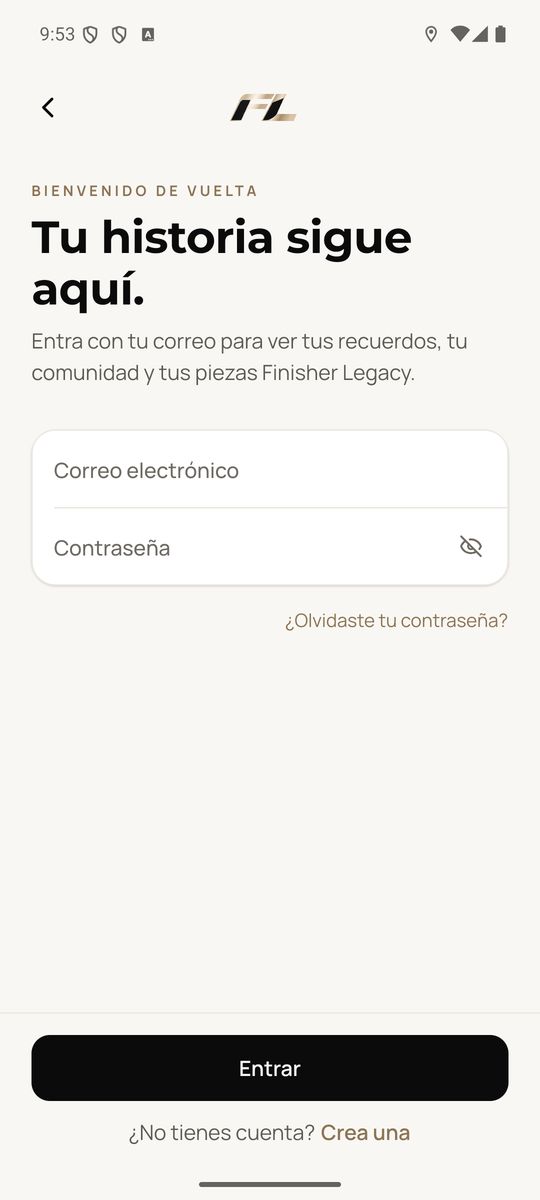 9:53
FL
BIENVENIDO DE VUELTA
Tu historia sigue
aquí.
Entra con tu correo para ver tus recuerdos, tu
comunidad y tus piezas Finisher Legacy.
Correo electrónico
Contraseña
¿Olvidaste tu contraseña?
Entrar
¿No tienes cuenta? Crea una